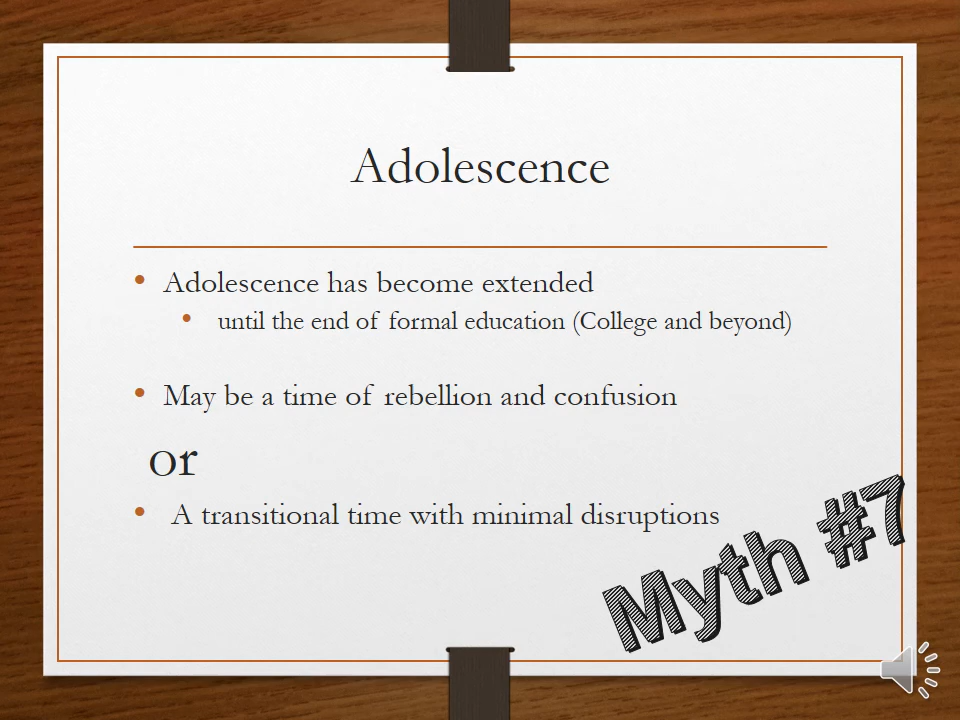 Adolescence
• Adolescence has become extended
• until the end of formal education (College and beyond)
• May be a time of rebellion and confusion
or
• A transitional time with minimal disruptions
Myth #7